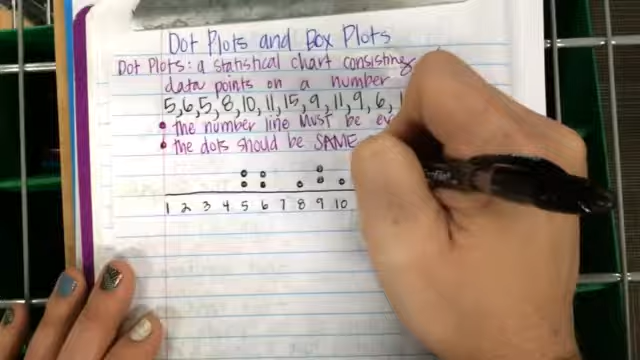 Dot Plots and Box Plots
Dot Plots: a statistical chart consisting
data points on a number
5, 6, 5, 8, 10, 11, 15, 9, 11, 9, 6,
• the number line must be
• the dots should be SAME
1 2 3 4 5 6 7 8 9 10